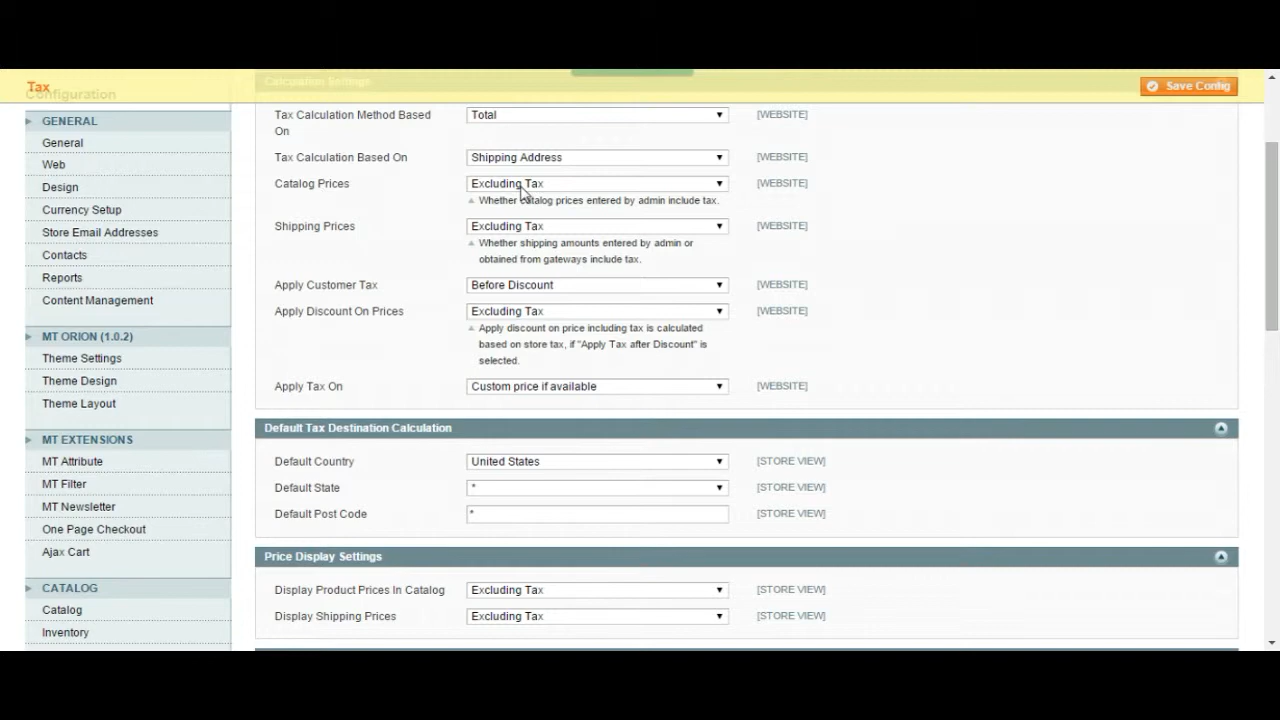 Tax
Configuration
Calculation Settings
Save Config
GENERAL
General
Web
Design
Currency Setup
Store Email Addresses
Contacts
Reports
Content Management
MT ORION (1.0.2)
Theme Settings
Theme Design
Theme Layout
MT EXTENSIONS
MT Attribute
MT Filter
MT Newsletter
One Page Checkout
Ajax Cart
CATALOG
Catalog
Inventory
Tax Calculation Method Based
On
Total
[WEBSITE]
Tax Calculation Based On
Shipping Address
[WEBSITE]
Catalog Prices
Excluding Tax
[WEBSITE]
Whether catalog prices entered by admin include tax.
Shipping Prices
Excluding Tax
[WEBSITE]
Whether shipping amounts entered by admin or
obtained from gateways include tax.
Apply Customer Tax
Before Discount
[WEBSITE]
Apply Discount On Prices
Excluding Tax
[WEBSITE]
Apply discount on price including tax is calculated
based on store tax, if "Apply Tax after Discount" is
selected.
Apply Tax On
Custom price if available
[WEBSITE]
Default Tax Destination Calculation
Default Country
United States
[STORE VIEW]
Default State
*
[STORE VIEW]
Default Post Code
*
[STORE VIEW]
Price Display Settings
Display Product Prices In Catalog
Excluding Tax
[STORE VIEW]
Display Shipping Prices
Excluding Tax
[STORE VIEW]